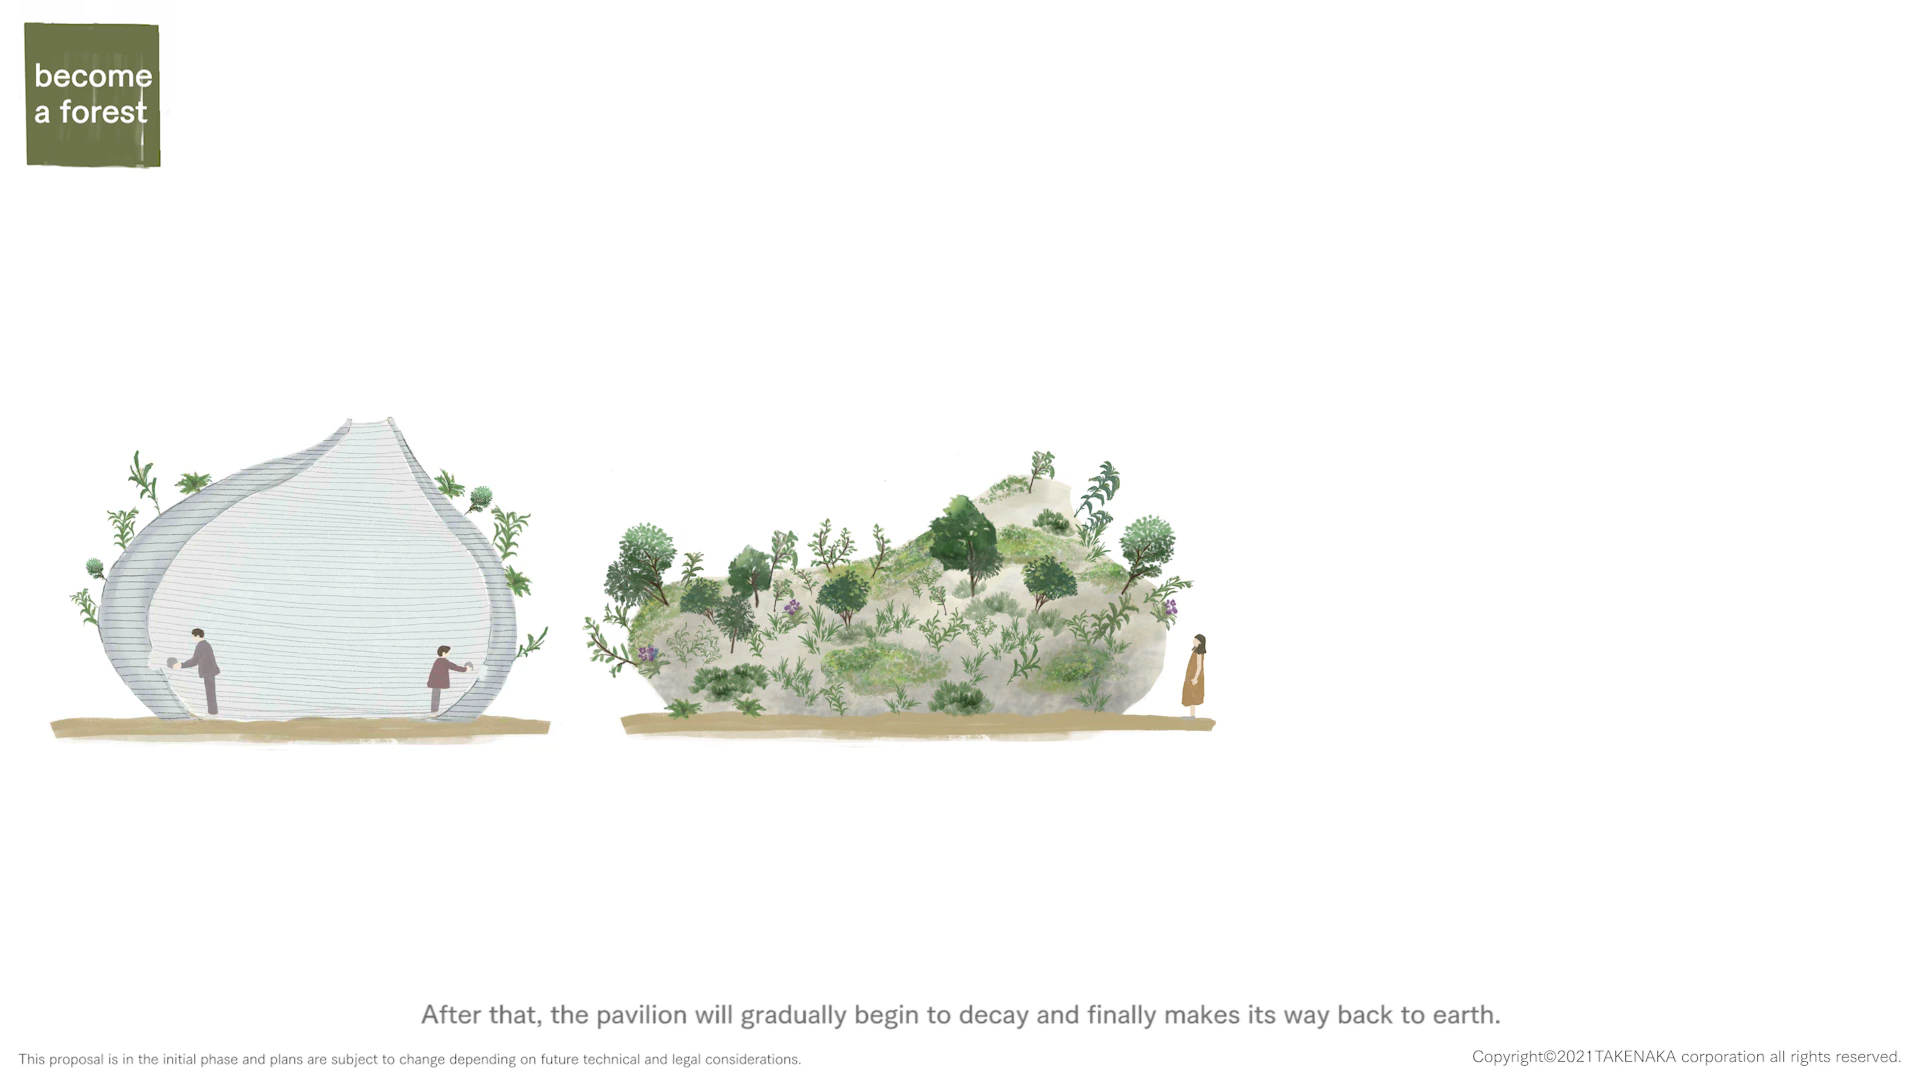 become
a forest
After that, the pavilion will gradually begin to decay and finally makes its way back to earth.
This proposal is in the initial phase and plans are subject to change depending on future technical and legal considerations.
Copyright©2021TAKENAKA corporation all rights reserved.